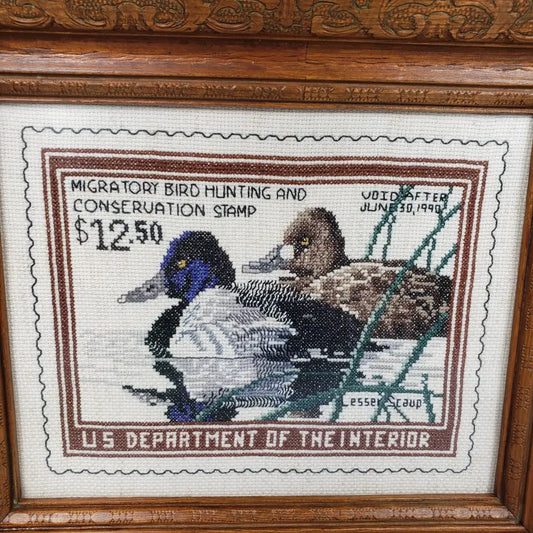 MIGRATORY BIRD HUNTING AND
CONSERVATION STAMP
$12.50
VOID AFTER
JUNE 30, 1990
Lesser Scaup
U S DEPARTMENT OF THE INTERIOR